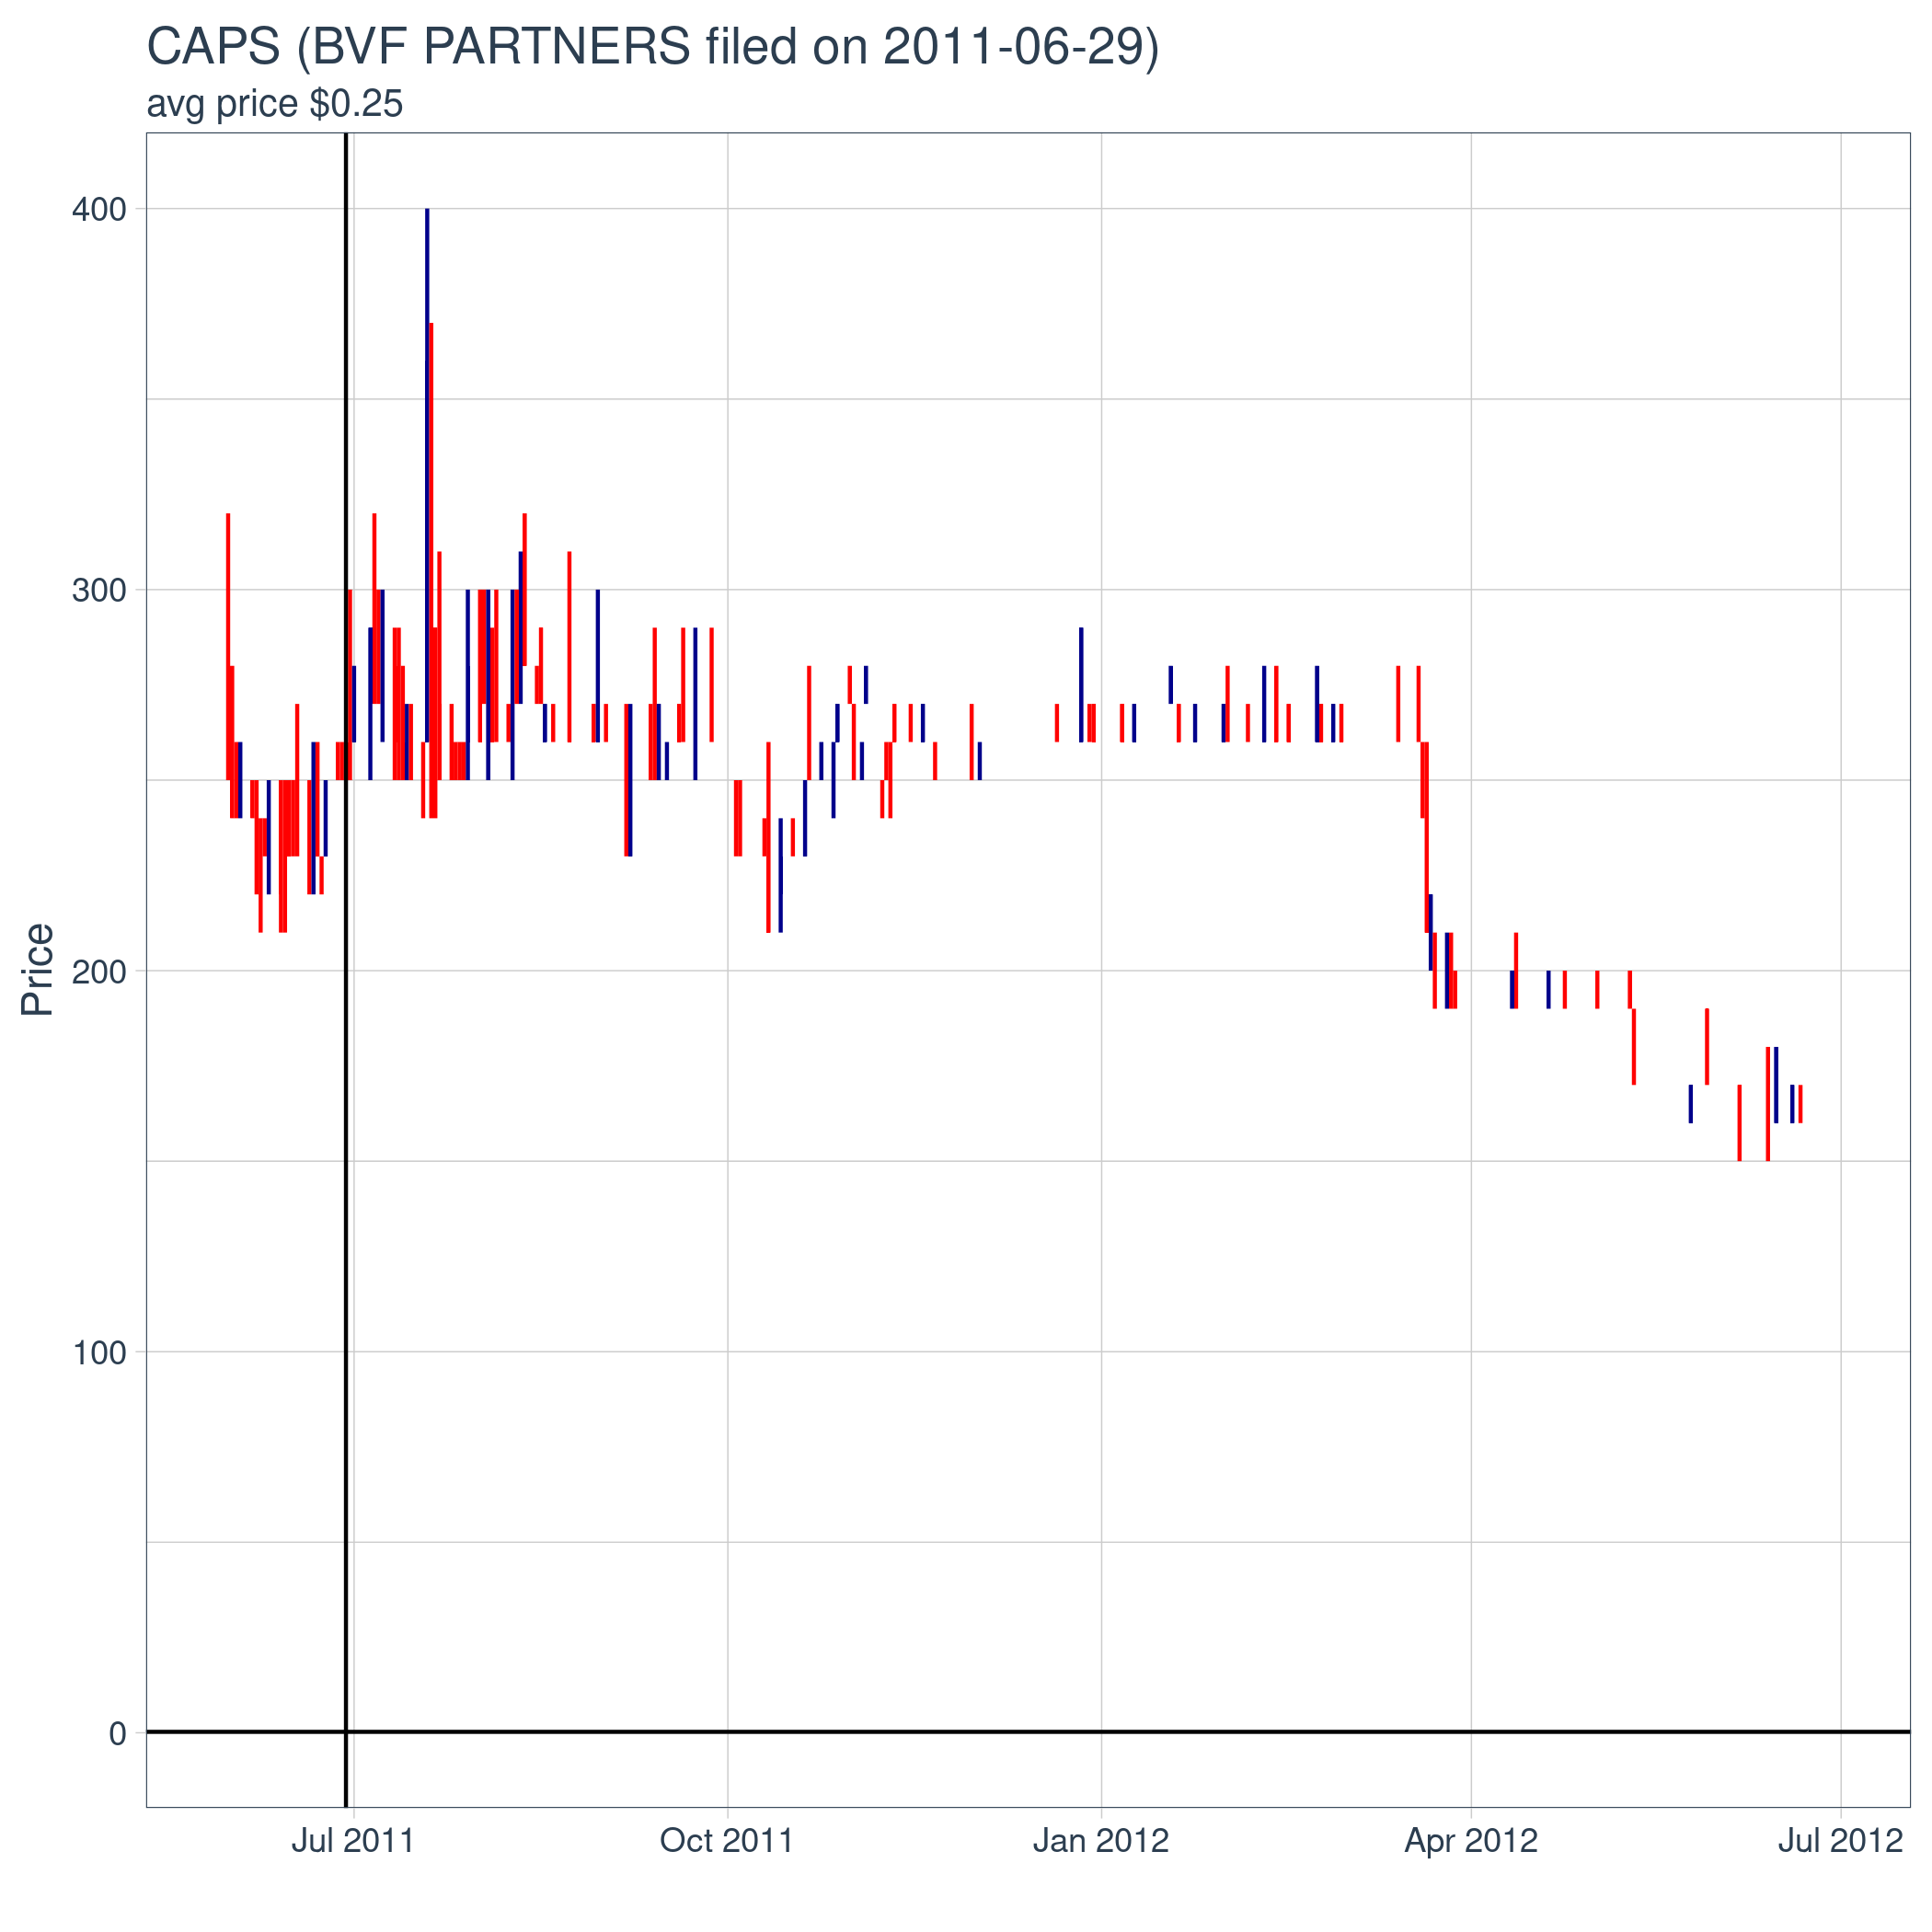 CAPS (BVF PARTNERS filed on 2011-06-29)
avg price $0.25
400
300
200
100
0
Price
Jul 2011
Oct 2011
Jan 2012
Apr 2012
Jul 2012